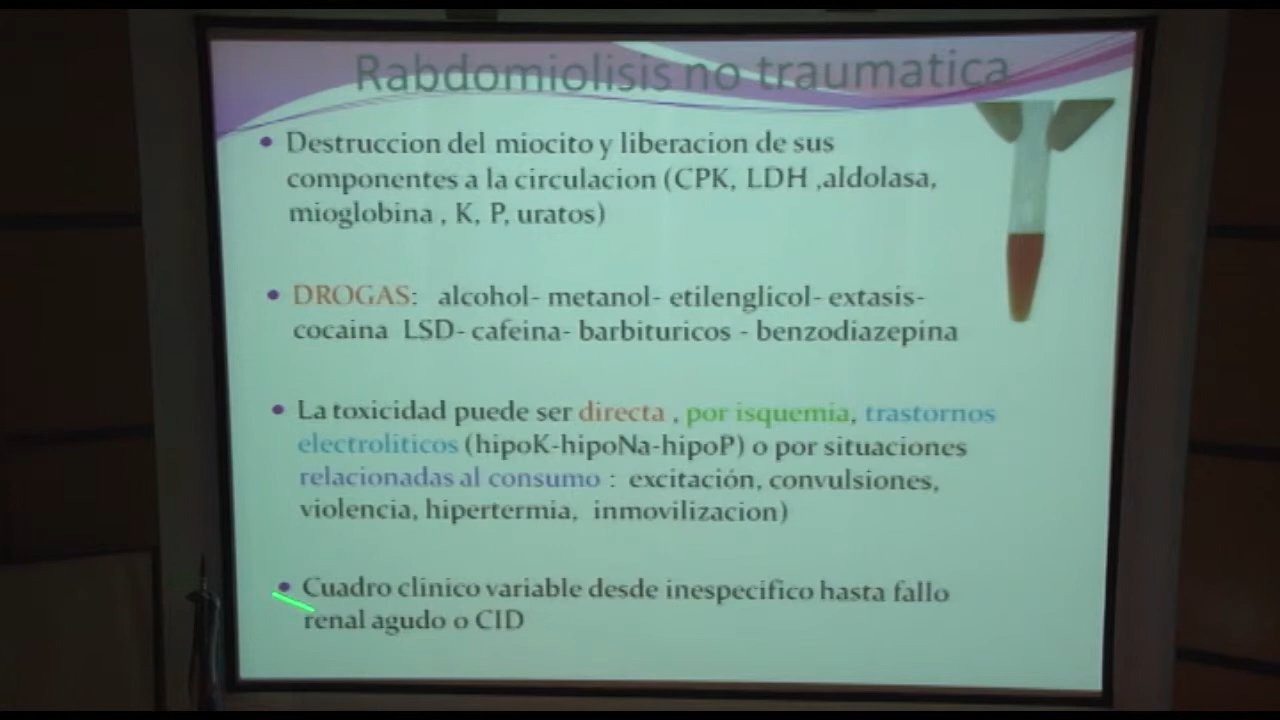 Rabdomiolisis no traumatica
• Destruccion del miocito y liberacion de sus
componentes a la circulacion (CPK, LDH ,aldolasa,
mioglobina , K, P, uratos)
• DROGAS: alcohol- metanol- etilenglicol- extasis-
cocaina LSD- cafeina- barbituricos - benzodiazepina
• La toxicidad puede ser directa , por isquemia, trastornos
electroliticos (hipoK-hipoNa-hipoP) o por situaciones
relacionadas al consumo : excitación, convulsiones,
violencia, hipertermia, inmovilizacion)
• Cuadro clinico variable desde inespecifico hasta fallo
renal agudo o CID